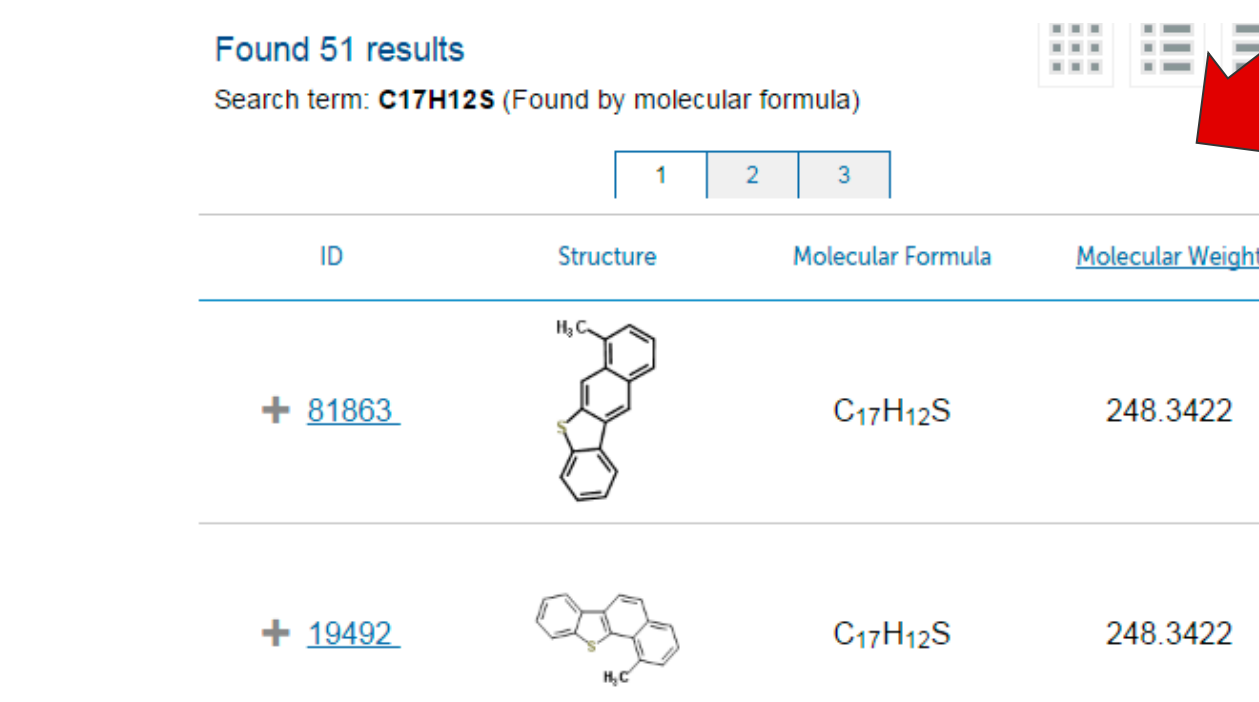 Found 51 results
Search term: C17H12S (Found by molecular formula)
1 2 3
ID Structure Molecular Formula Molecular Weight
H₃C
S
81863 C₁₇H₁₂S 248.3422
19492 C₁₇H₁₂S 248.3422
S
H₃C